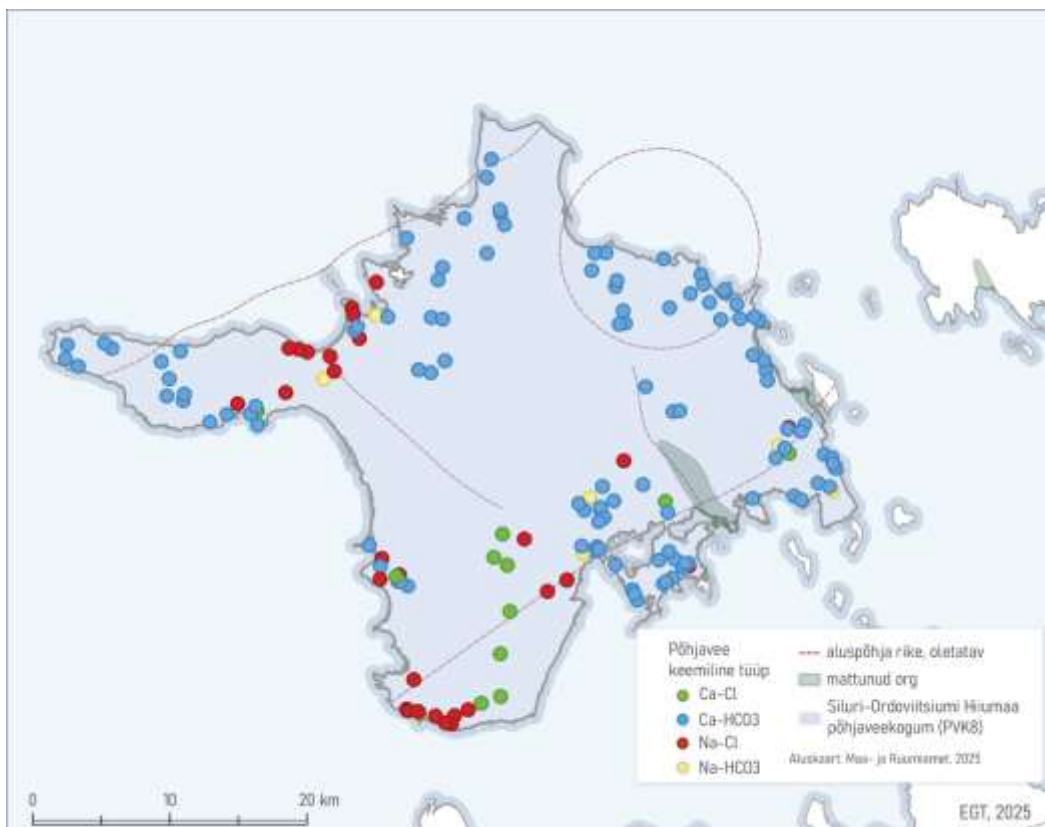 Põhjavee
keemiline tüüp
Ca-Cl
Ca-HCO3
Na-Cl
Na-HCO3
aluspõhja rike, oletatav
mattunud org
Siluri-Ordoviitsiumi Hiiumaa
põhjaveekogum (PVK8)
Aluskaart: Maa- ja Ruumiamet, 2025
0 10 20 km
EGT, 2025